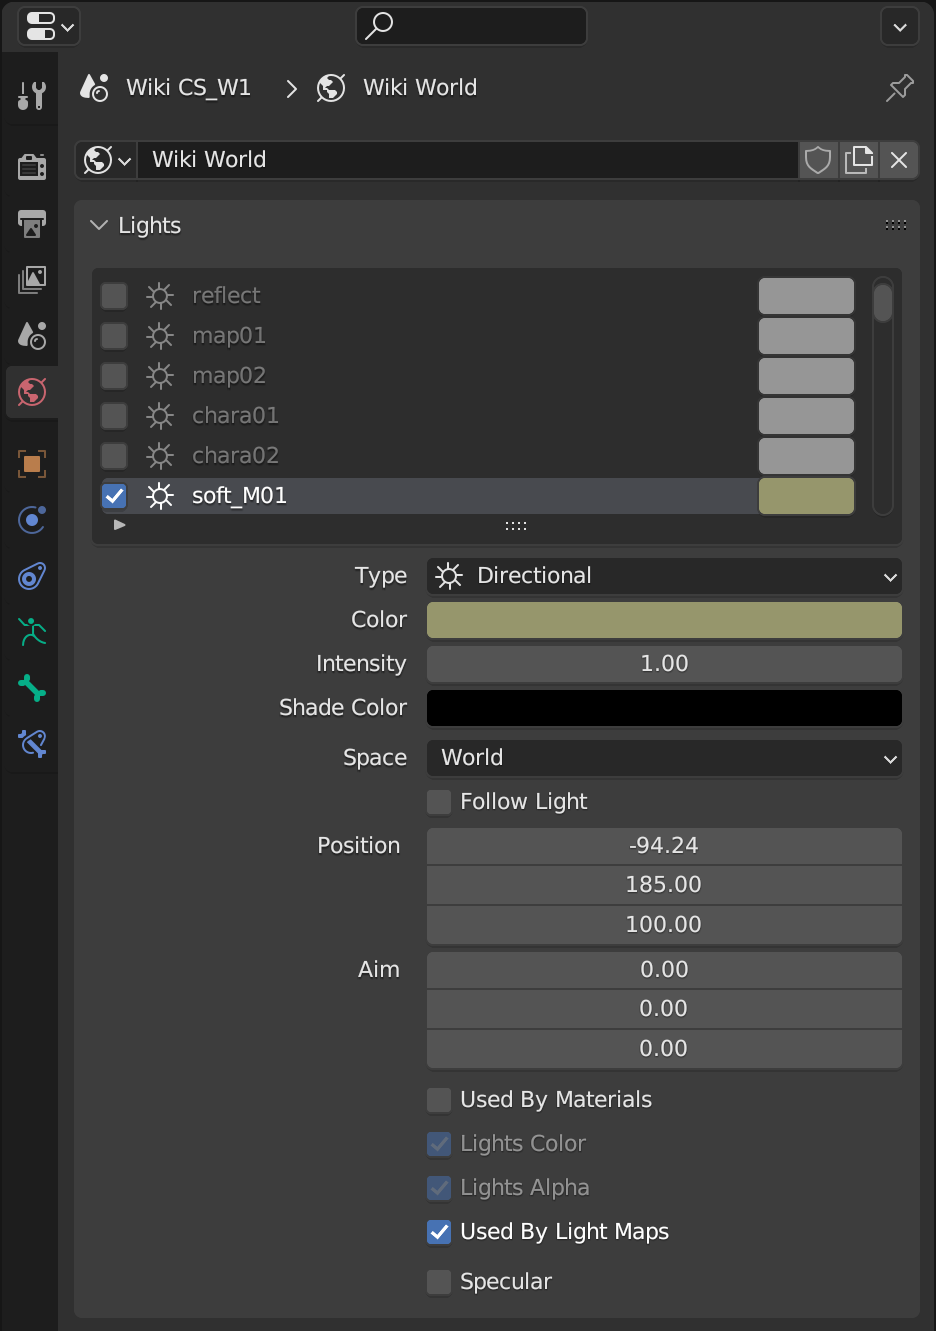 Wiki CS_W1 > Wiki World
Wiki World
Lights
reflect
map01
map02
chara01
chara02
soft_M01
Type Directional
Color
Intensity 1.00
Shade Color
Space World
Follow Light
Position -94.24
185.00
100.00
Aim 0.00
0.00
0.00
Used By Materials
Lights Color
Lights Alpha
Used By Light Maps
Specular